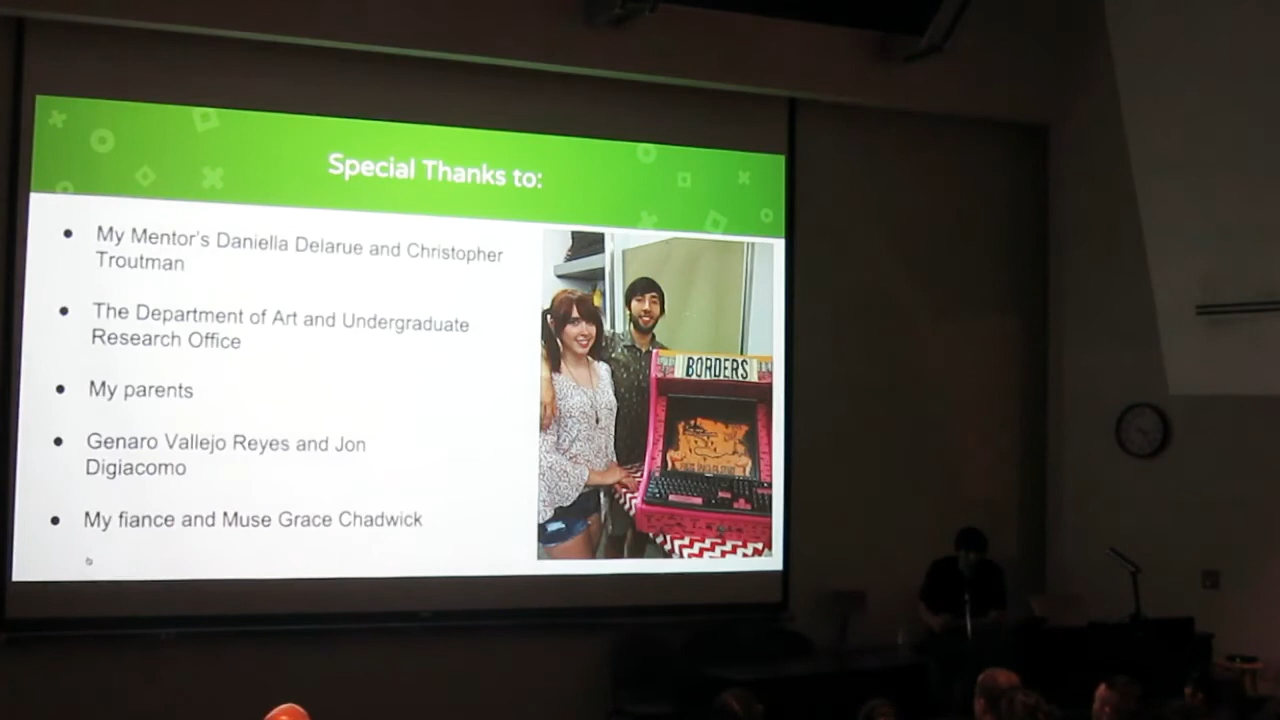 Special Thanks to:
My Mentor's Daniella Delarue and Christopher
Troutman
The Department of Art and Undergraduate
Research Office
My parents
Genaro Vallejo Reyes and Jon
Digiacomo
My fiance and Muse Grace Chadwick
BORDERS